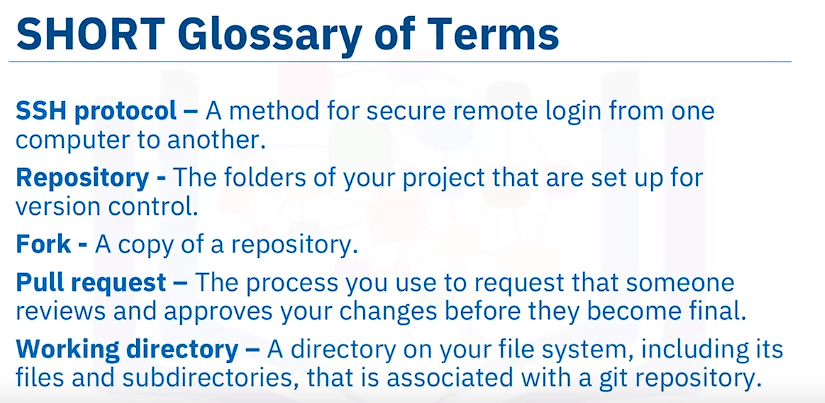 SHORT Glossary of Terms
SSH protocol – A method for secure remote login from one
computer to another.
Repository - The folders of your project that are set up for
version control.
Fork - A copy of a repository.
Pull request – The process you use to request that someone
reviews and approves your changes before they become final.
Working directory – A directory on your file system, including its
files and subdirectories, that is associated with a git repository.